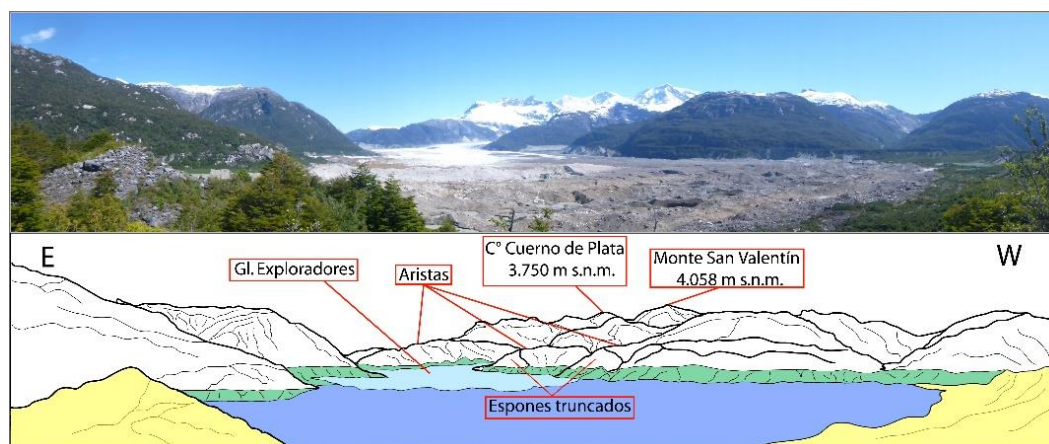 E
W
Gl. Exploradores
Aristas
C° Cuerno de Plata
3.750 m s.n.m.
Monte San Valentín
4.058 m s.n.m.
Espones truncados